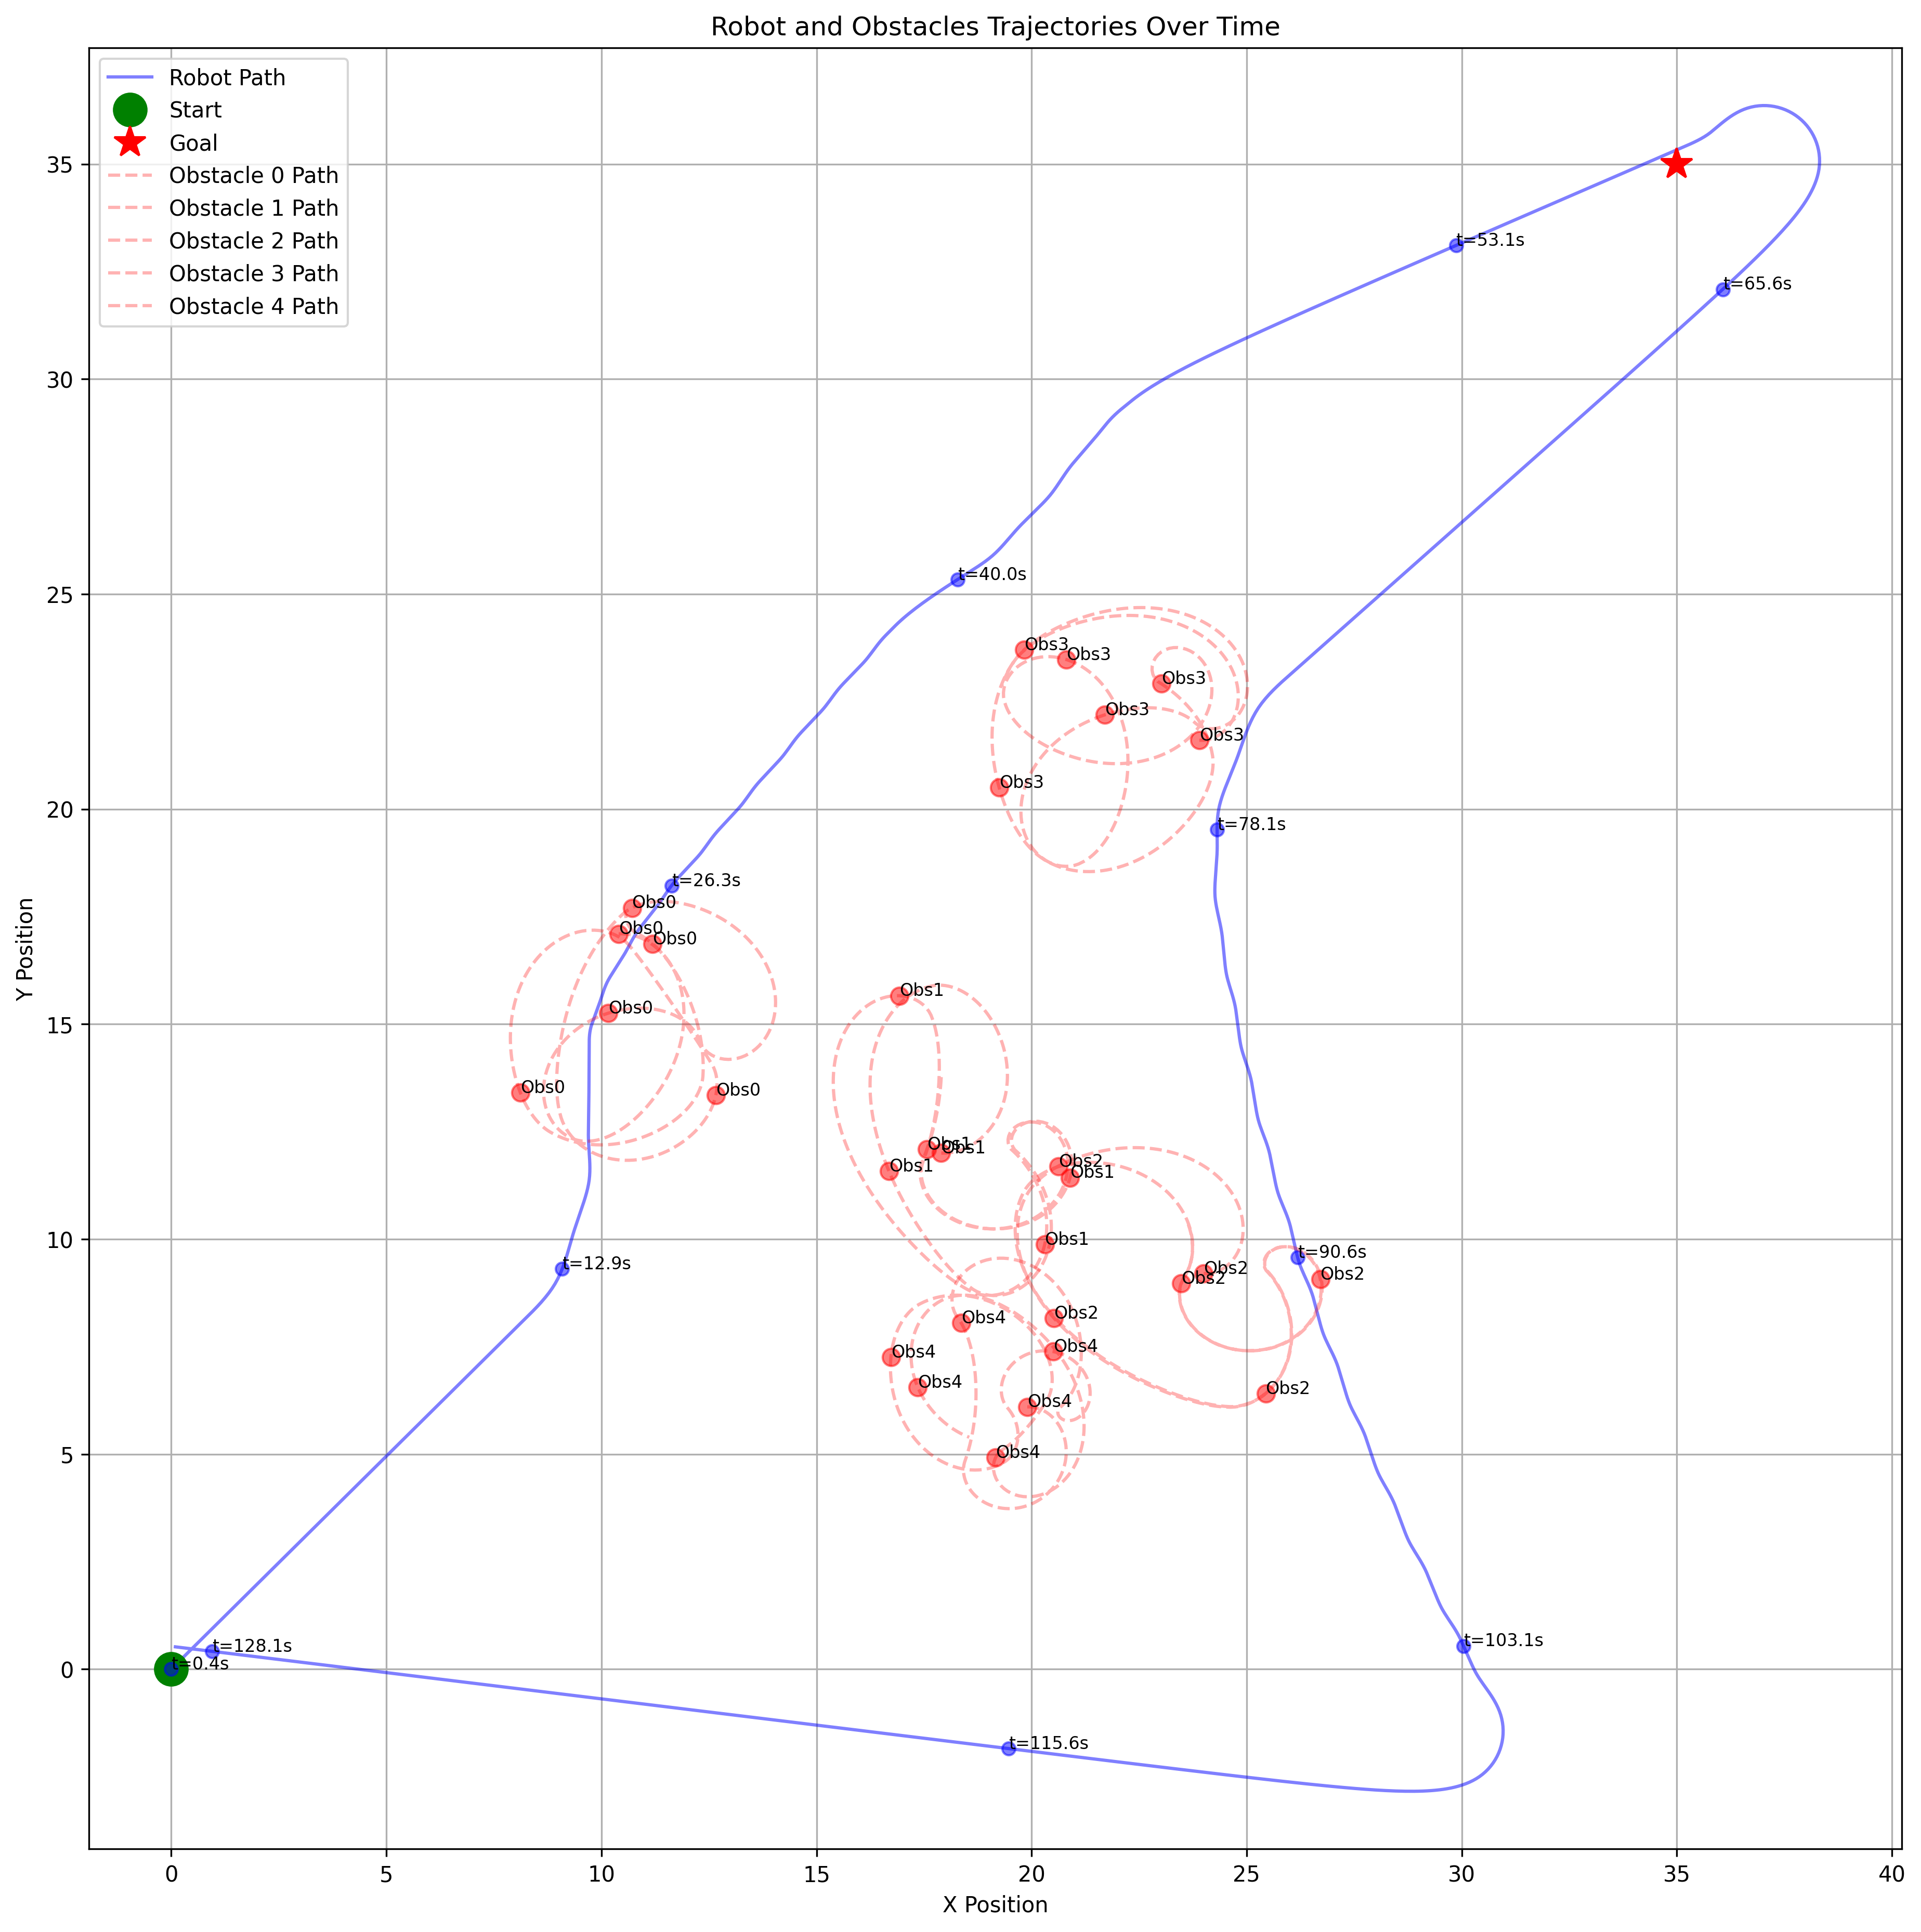 Robot and Obstacles Trajectories Over Time
Robot Path
Start
Goal
Obstacle 0 Path
Obstacle 1 Path
Obstacle 2 Path
Obstacle 3 Path
Obstacle 4 Path
Y Position
35
30
25
20
15
10
5
0
t=53.1s
t=65.6s
t=40.0s
Obs3
Obs3
Obs3
Obs3
Obs3
Obs3
t=78.1s
t=26.3s
Obs0
Obs0
Obs0
Obs0
Obs0
Obs0
Obs1
Obs1
Obs1
Obs1
Obs2
Obs1
Obs1
t=12.9s
t=90.6s
Obs2
Obs2
Obs2
Obs2
Obs4
Obs4
Obs4
Obs4
Obs2
Obs4
Obs4
t=128.1s
t=0.4s
t=103.1s
t=115.6s
0
5
10
15
20
25
30
35
40
X Position